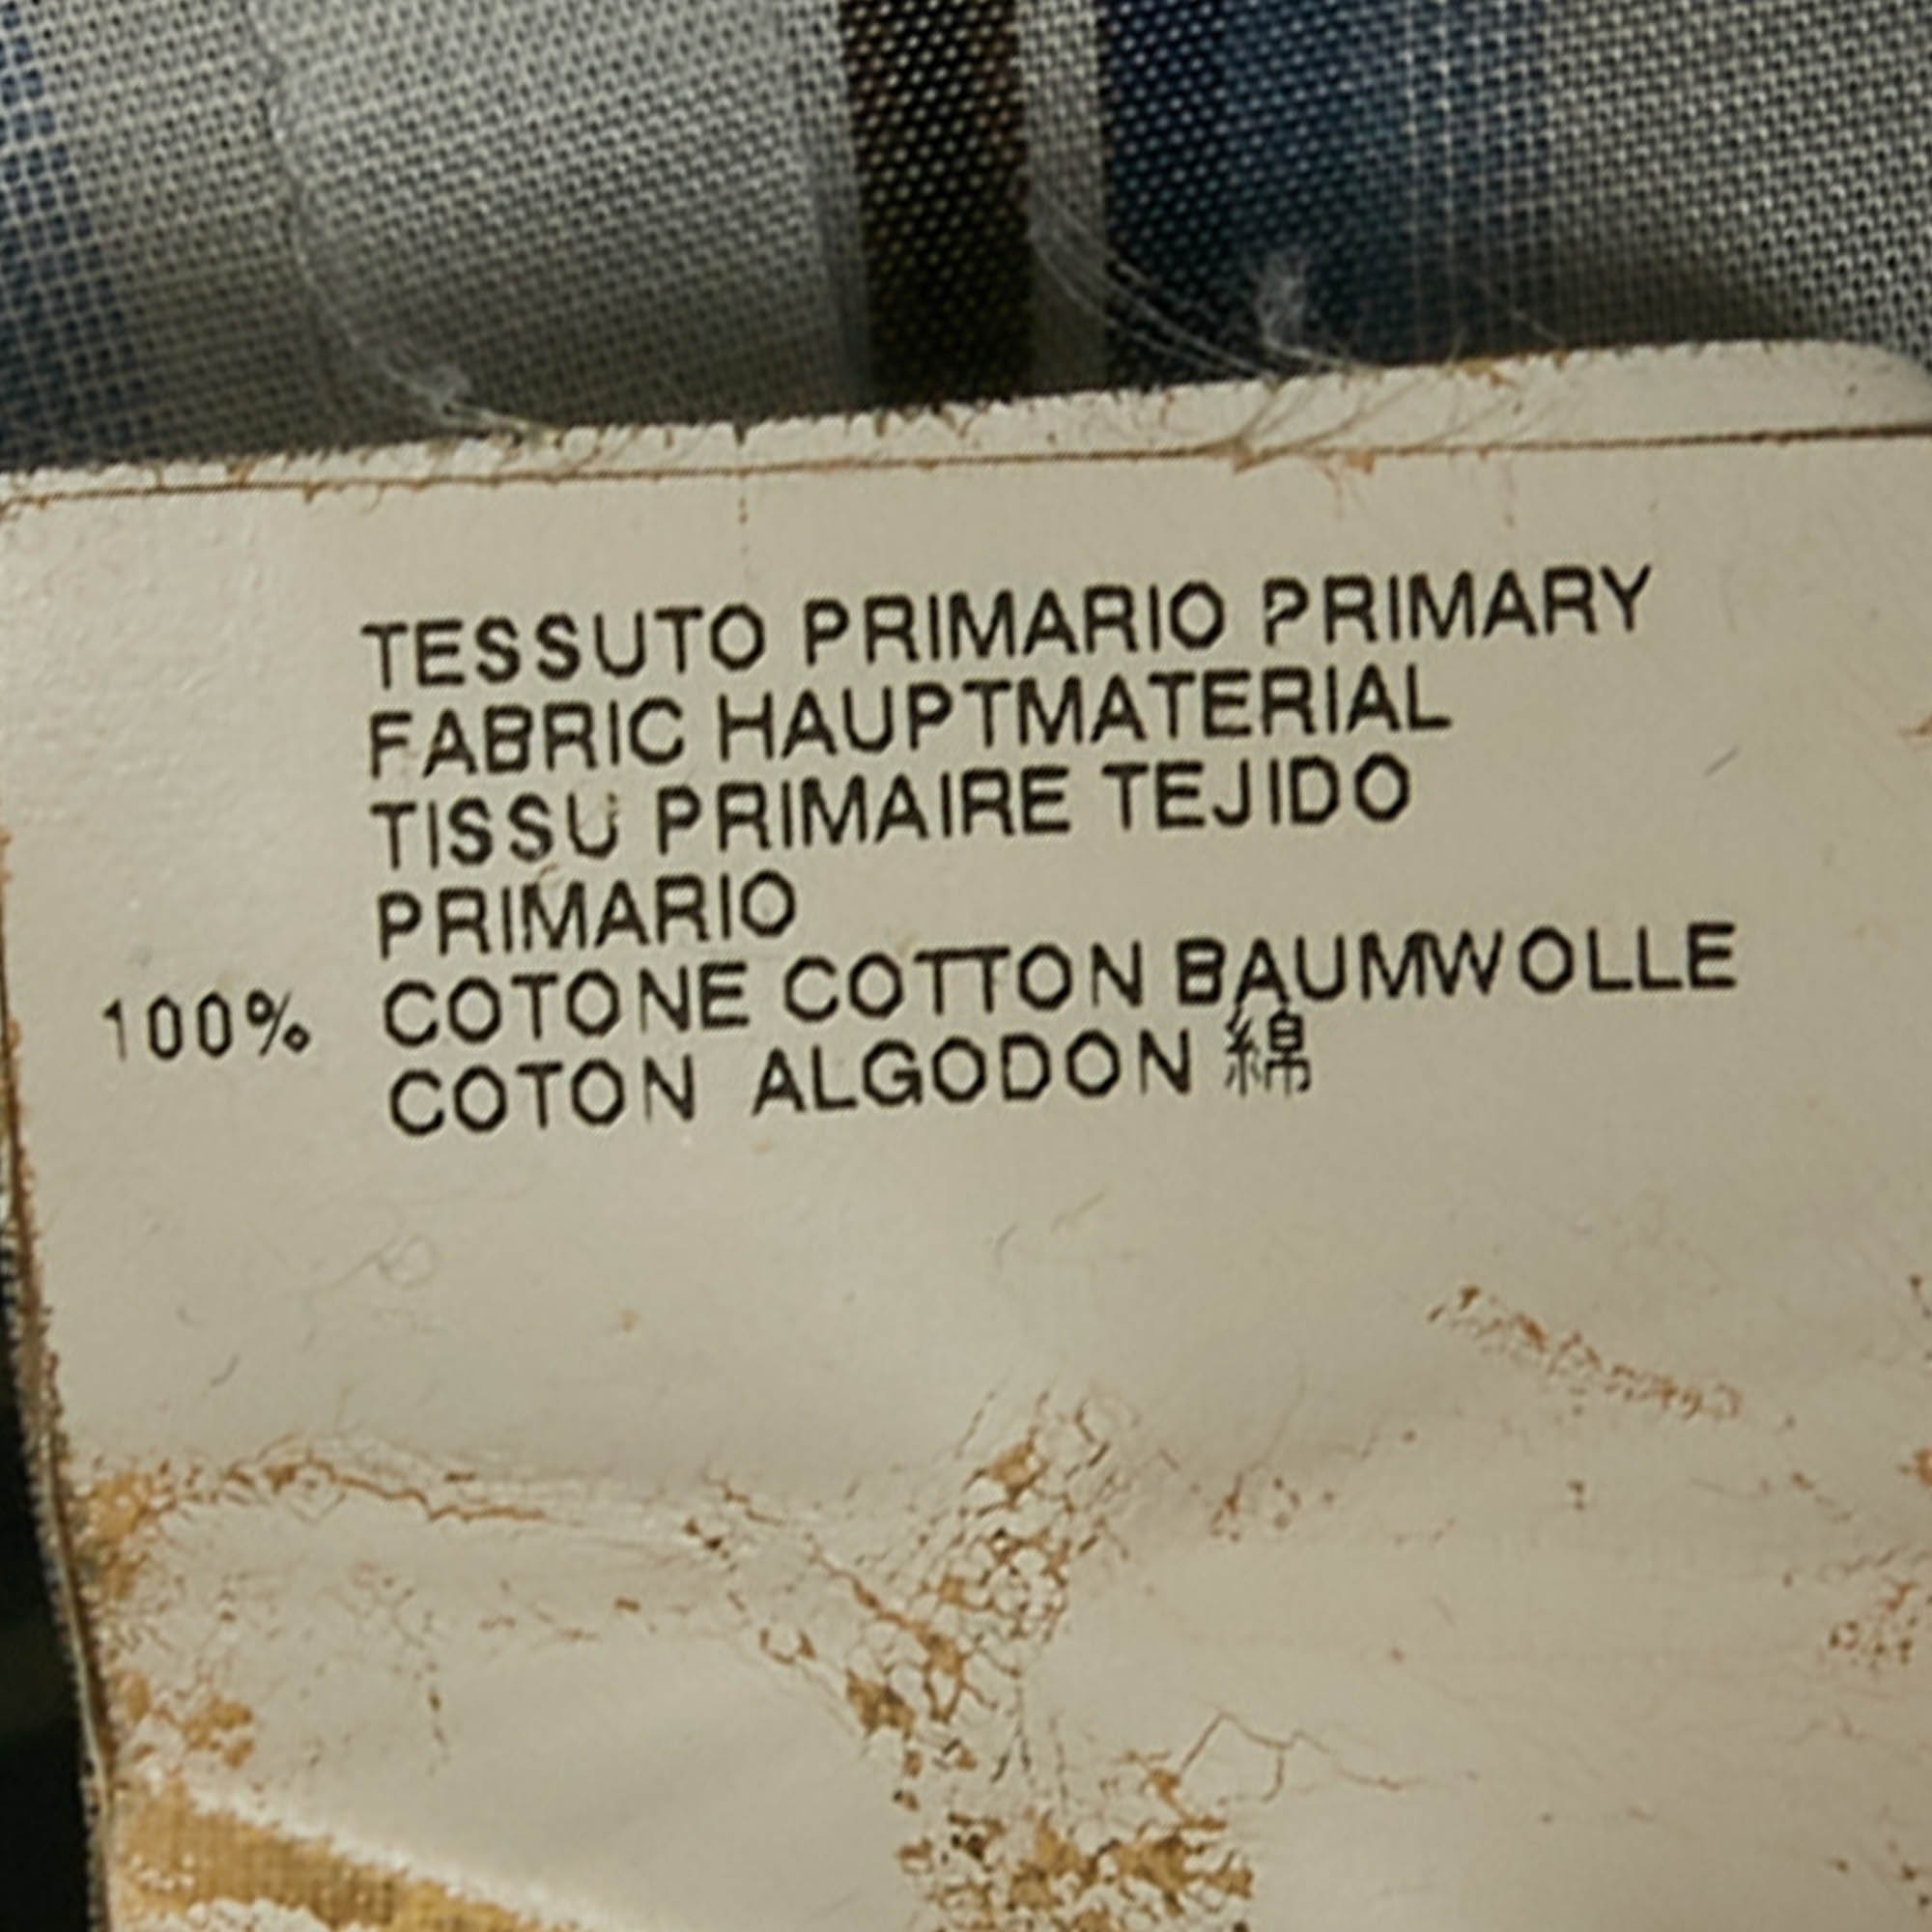 TESSUTO PRIMARIO PRIMARY
FABRIC HAUPTMATERIAL
TISSU PRIMAIRE TEJIDO
PRIMARIO
100% COTONE COTTON BAUMWOLLE
COTON ALGODON 綿